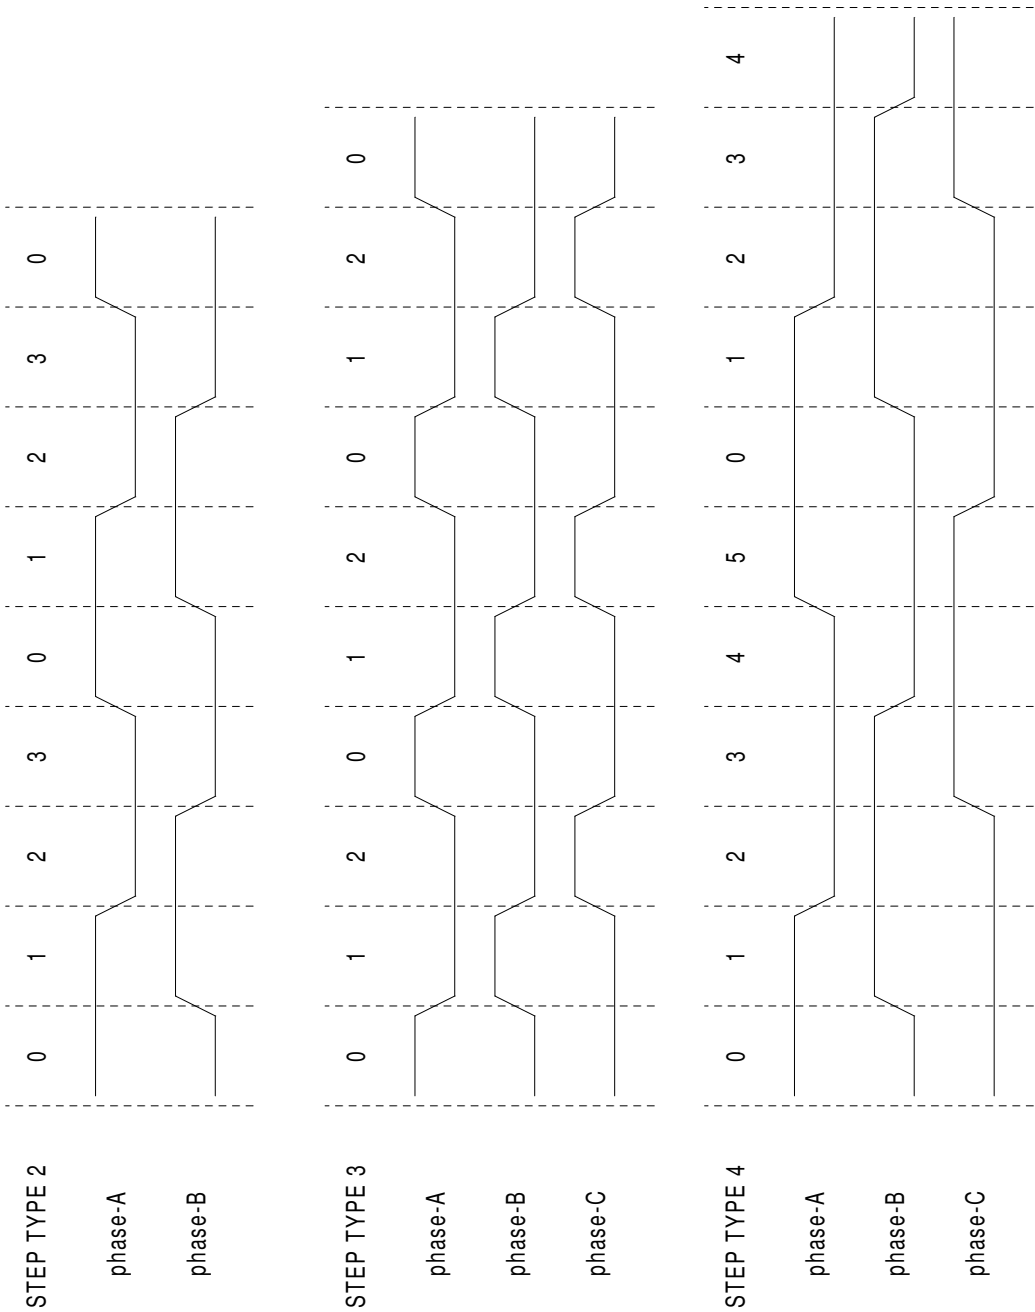 STEP TYPE 2 0 1 2 3 0 1 2 3 0
phase-A
phase-B
STEP TYPE 3 0 1 2 0 1 2 0 1 2 0
phase-A
phase-B
phase-C
STEP TYPE 4 0 1 2 3 4 5 0 1 2 3 4
phase-A
phase-B
phase-C